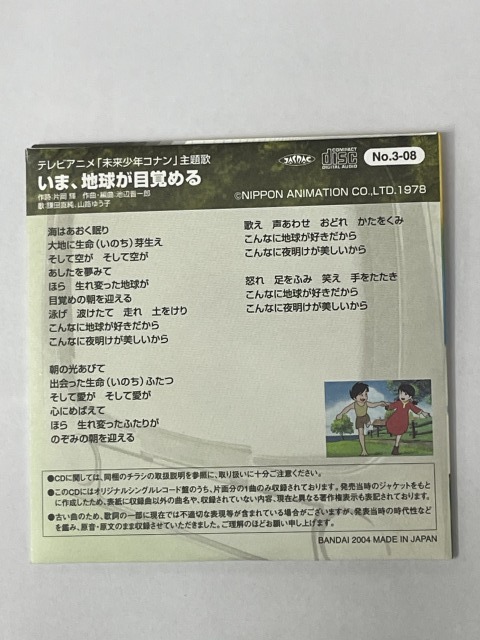 テレビアニメ「未来少年コナン」主題歌
いま、地球が目覚める
作詞:片岡 輝 作曲・編曲:池辺晋一郎
歌:鎌田直純、山路ゆう子
JASRAC
COMPACT
disc
DIGITAL AUDIO
No.3-08
©NIPPON ANIMATION CO.,LTD.1978
海はあおく眠り
大地に生命(いのち)芽生え
そして空が そして空が
あしたを夢みて
ほら 生れ変った地球が
目覚めの朝を迎える
泳げ 波けたて 走れ 土をけり
こんなに地球が好きだから
こんなに夜明けが美しいから
朝の光あびて
出会った生命(いのち)ふたつ
そして愛が そして愛が
心にめばえて
ほら 生れ変ったふたりが
のぞみの朝を迎える
歌え 声あわせ おどれ かたをくみ
こんなに地球が好きだから
こんなに夜明けが美しいから
怒れ 足をふみ 笑え 手をたたき
こんなに地球が好きだから
こんなに夜明けが美しいから
●CDに関しては、同梱のチラシの取扱説明を参照に、取り扱いに十分ご注意ください。
●このCDにはオリジナルシングルレコード盤のうち、片面分の1曲のみ収録されております。発売当時のジャケットをもと
に作成したため、表紙に収録曲以外の曲名や、収録されていない内容、現在と異なる著作権表示も表記されております。
●古い曲のため、歌詞の一部に現在では不適切な表現等が含まれている場合がございますが、発表当時の時代性など
を鑑み、原音・原文のまま収録させていただきました。ご理解のほどお願い申し上げます。
BANDAI 2004 MADE IN JAPAN